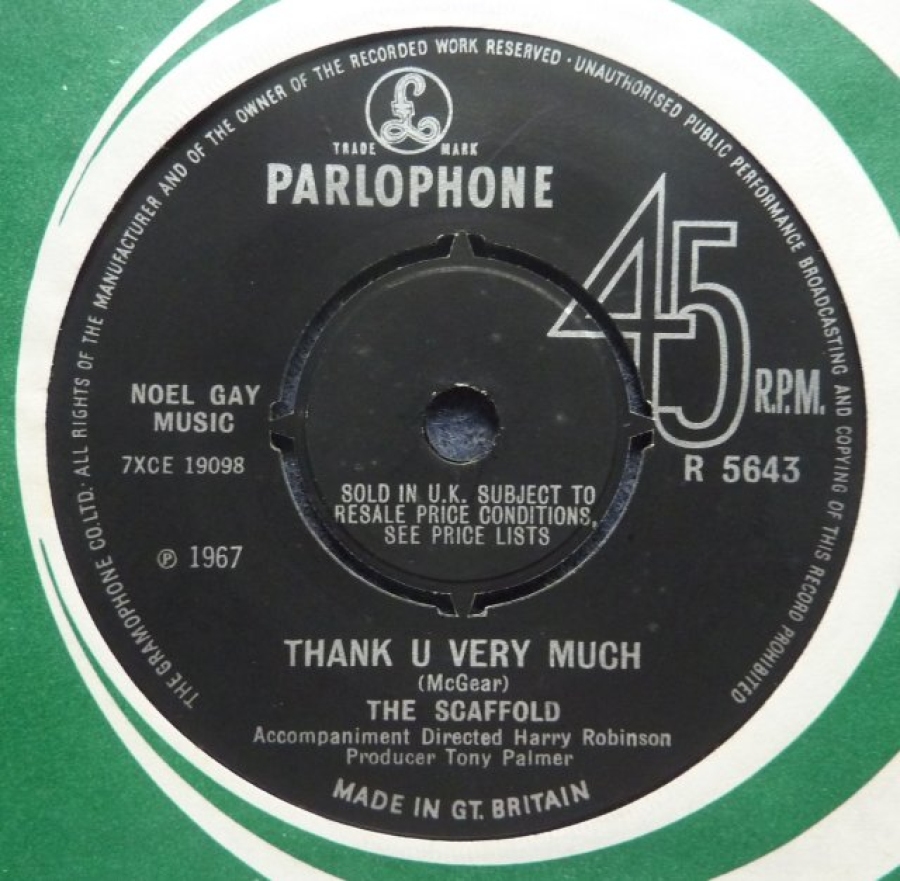 THE GRAMOPHONE CO.LTD. ALL RIGHTS OF THE MANUFACTURER AND OF THE OWNER OF THE RECORDED WORK RESERVED · UNAUTHORISED PUBLIC PERFORMANCE BROADCASTING AND COPYING OF THIS RECORD PROHIBITED
£
TRADE MARK
PARLOPHONE
45
R.P.M.
NOEL GAY
MUSIC
7XCE 19098
R 5643
SOLD IN U.K. SUBJECT TO
RESALE PRICE CONDITIONS,
SEE PRICE LISTS
℗ 1967
THANK U VERY MUCH
(McGear)
THE SCAFFOLD
Accompaniment Directed Harry Robinson
Producer Tony Palmer
MADE IN GT. BRITAIN